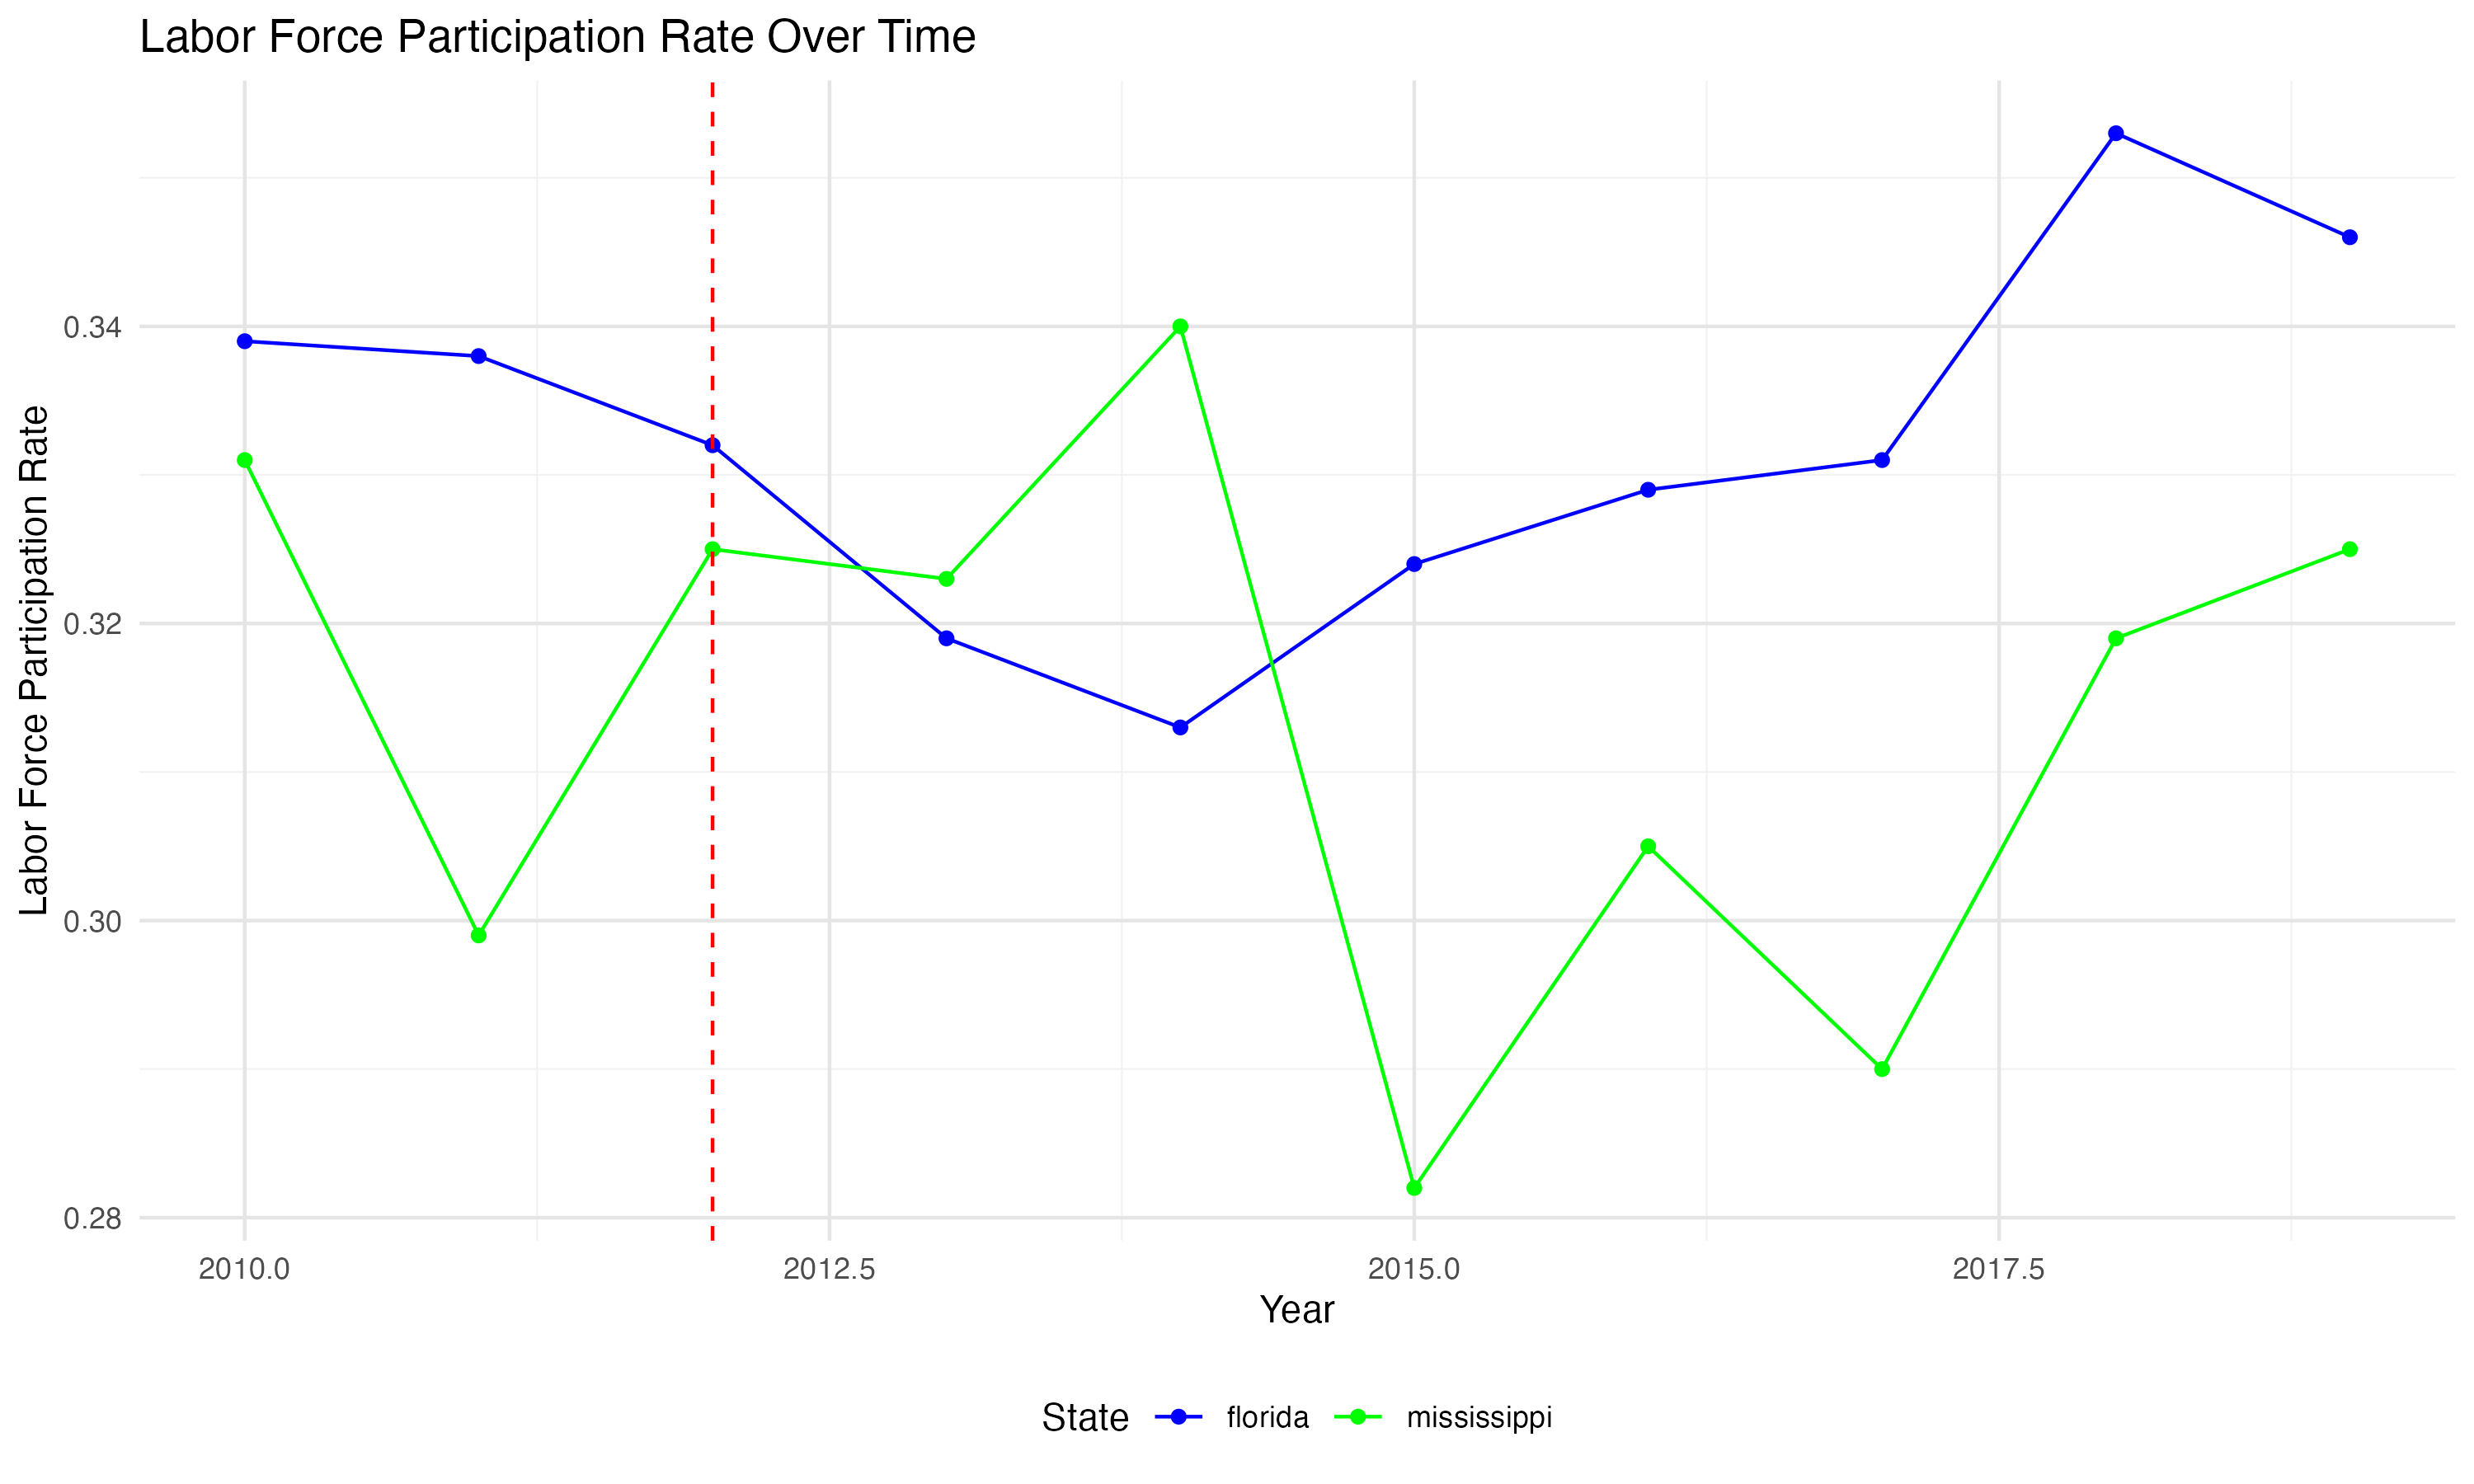 Labor Force Participation Rate Over Time
Labor Force Participation Rate
0.34
0.32
0.30
0.28
2010.0 2012.5 2015.0 2017.5
Year
State florida mississippi